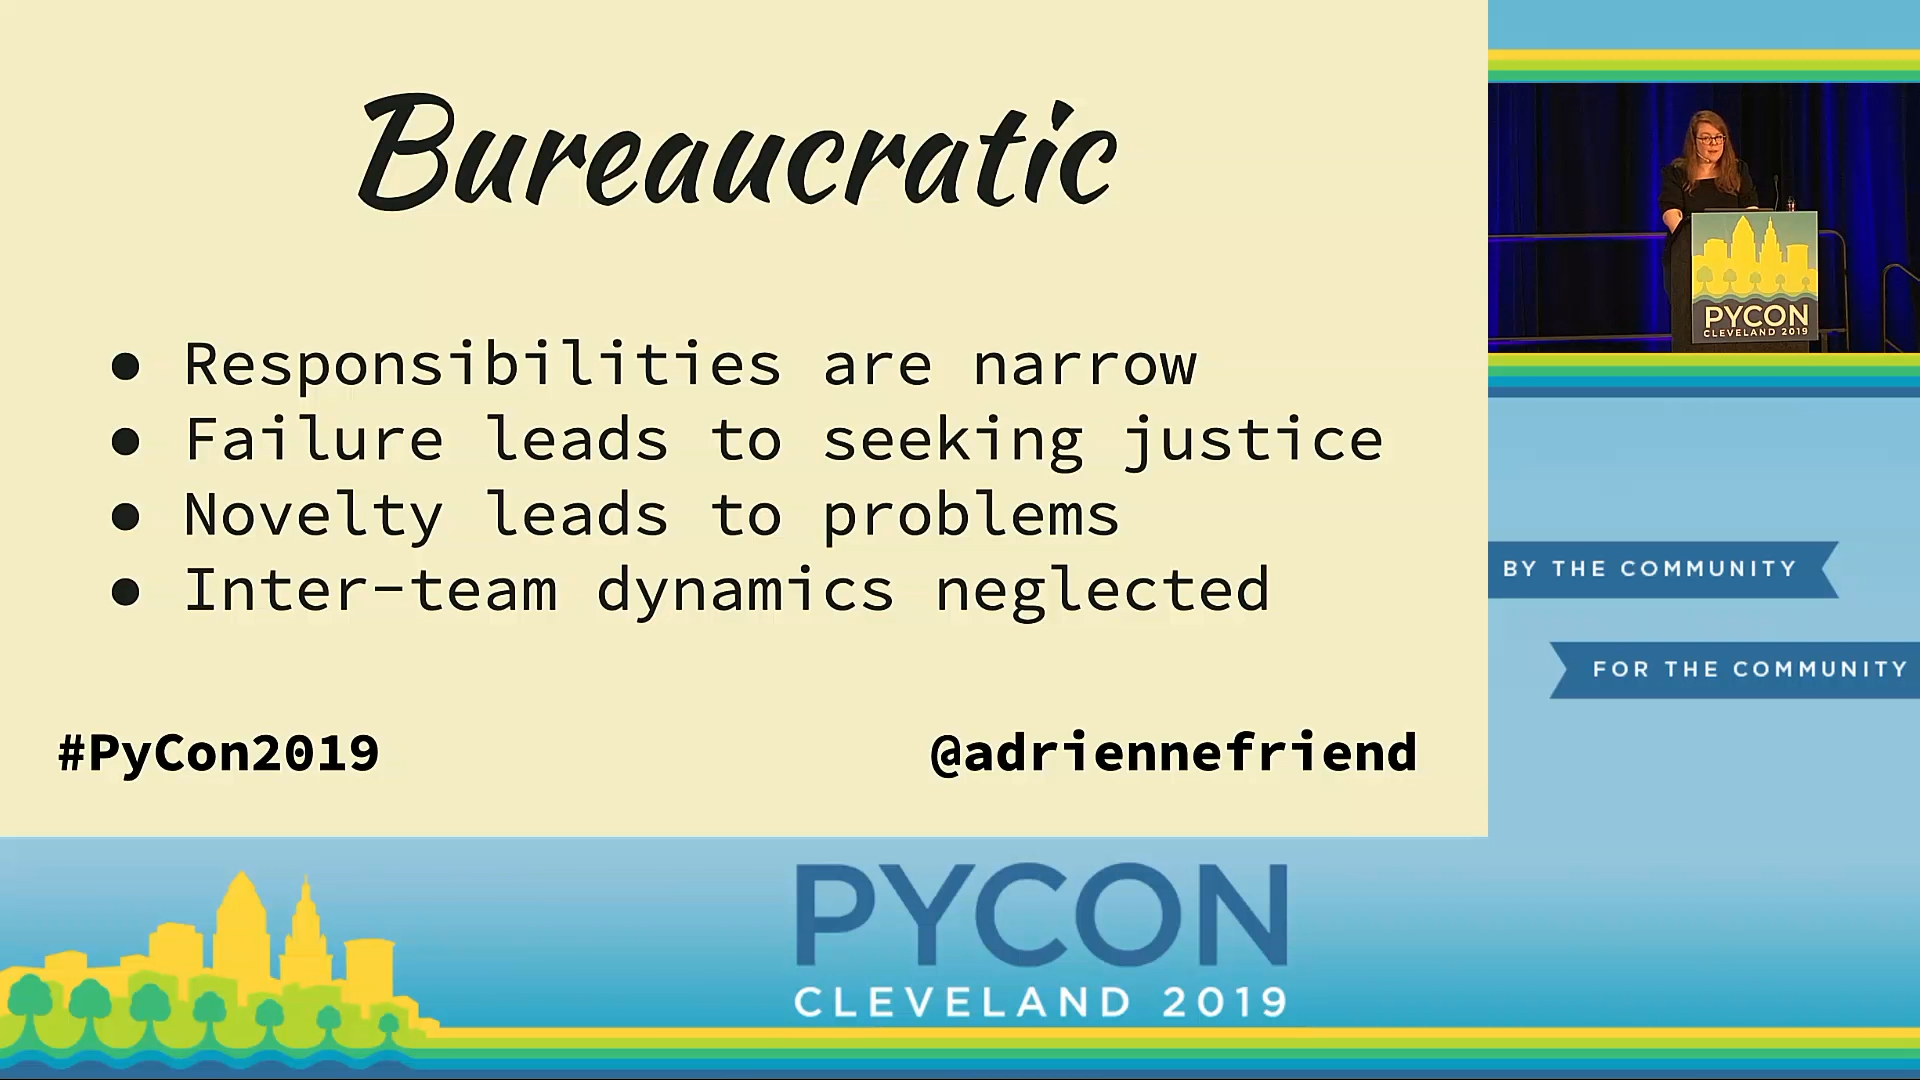 Bureaucratic
● Responsibilities are narrow
● Failure leads to seeking justice
● Novelty leads to problems
● Inter-team dynamics neglected
#PyCon2019
@adriennefriend
PYCON
CLEVELAND 2019
BY THE COMMUNITY
FOR THE COMMUNITY
PYCON
CLEVELAND 2019